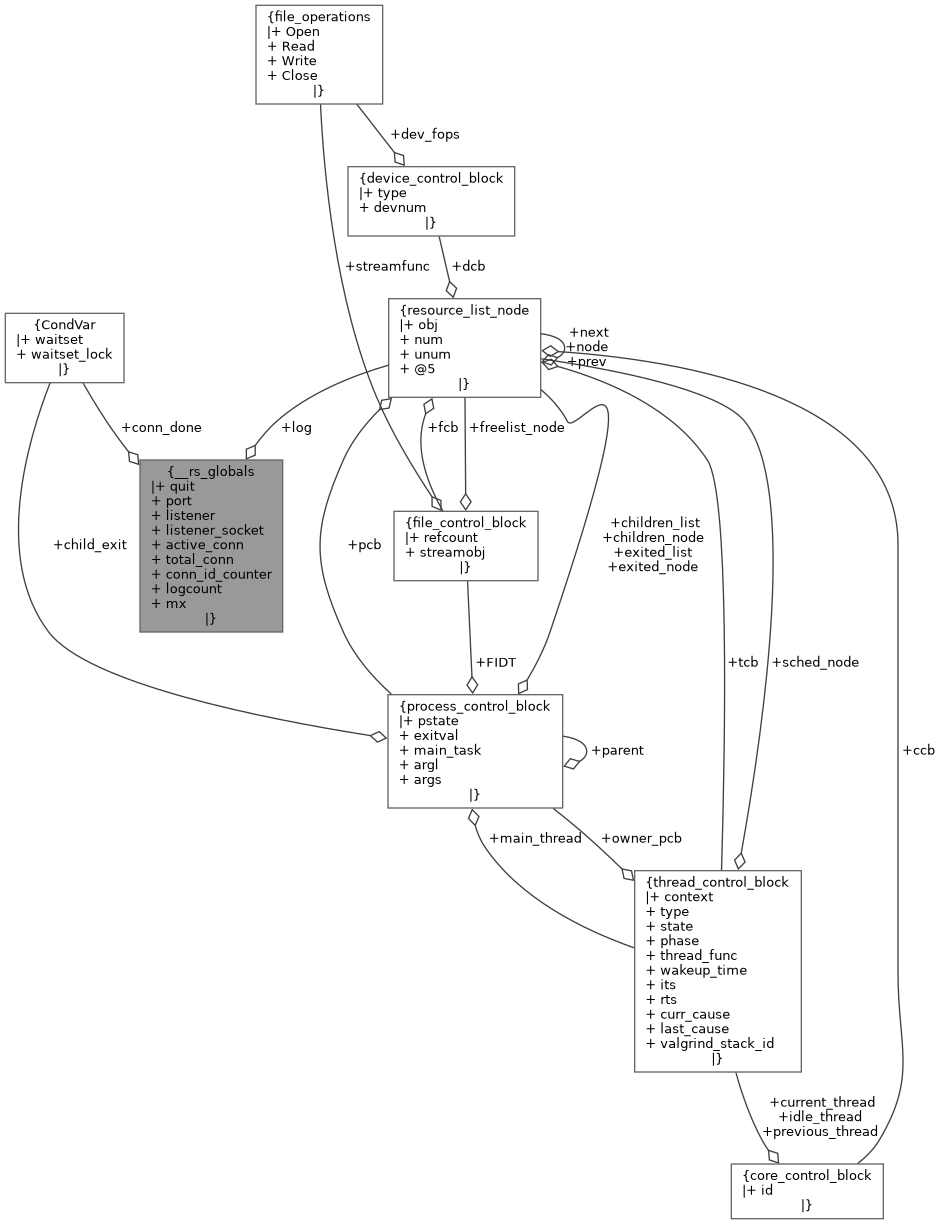 {file_operations
|+ Open
+ Read
+ Write
+ Close
|}
+dev_fops
{device_control_block
|+ type
+ devnum
|}
+streamfunc
+dcb
{resource_list_node
|+ obj
+ num
+ unum
+ @5
|}
+next
+node
+prev
{CondVar
|+ waitset
+ waitset_lock
|}
+conn_done
+log
+fcb
+freelist_node
{__rs_globals
|+ quit
+ port
+ listener
+ listener_socket
+ active_conn
+ total_conn
+ conn_id_counter
+ logcount
+ mx
|}
+child_exit
+pcb
{file_control_block
|+ refcount
+ streamobj
|}
+children_list
+children_node
+exited_list
+exited_node
+FIDT
+tcb
+sched_node
{process_control_block
|+ pstate
+ exitval
+ main_task
+ argl
+ args
|}
+parent
+ccb
+main_thread
+owner_pcb
{thread_control_block
|+ context
+ type
+ state
+ phase
+ thread_func
+ wakeup_time
+ its
+ rts
+ curr_cause
+ last_cause
+ valgrind_stack_id
|}
+current_thread
+idle_thread
+previous_thread
{core_control_block
|+ id
|}